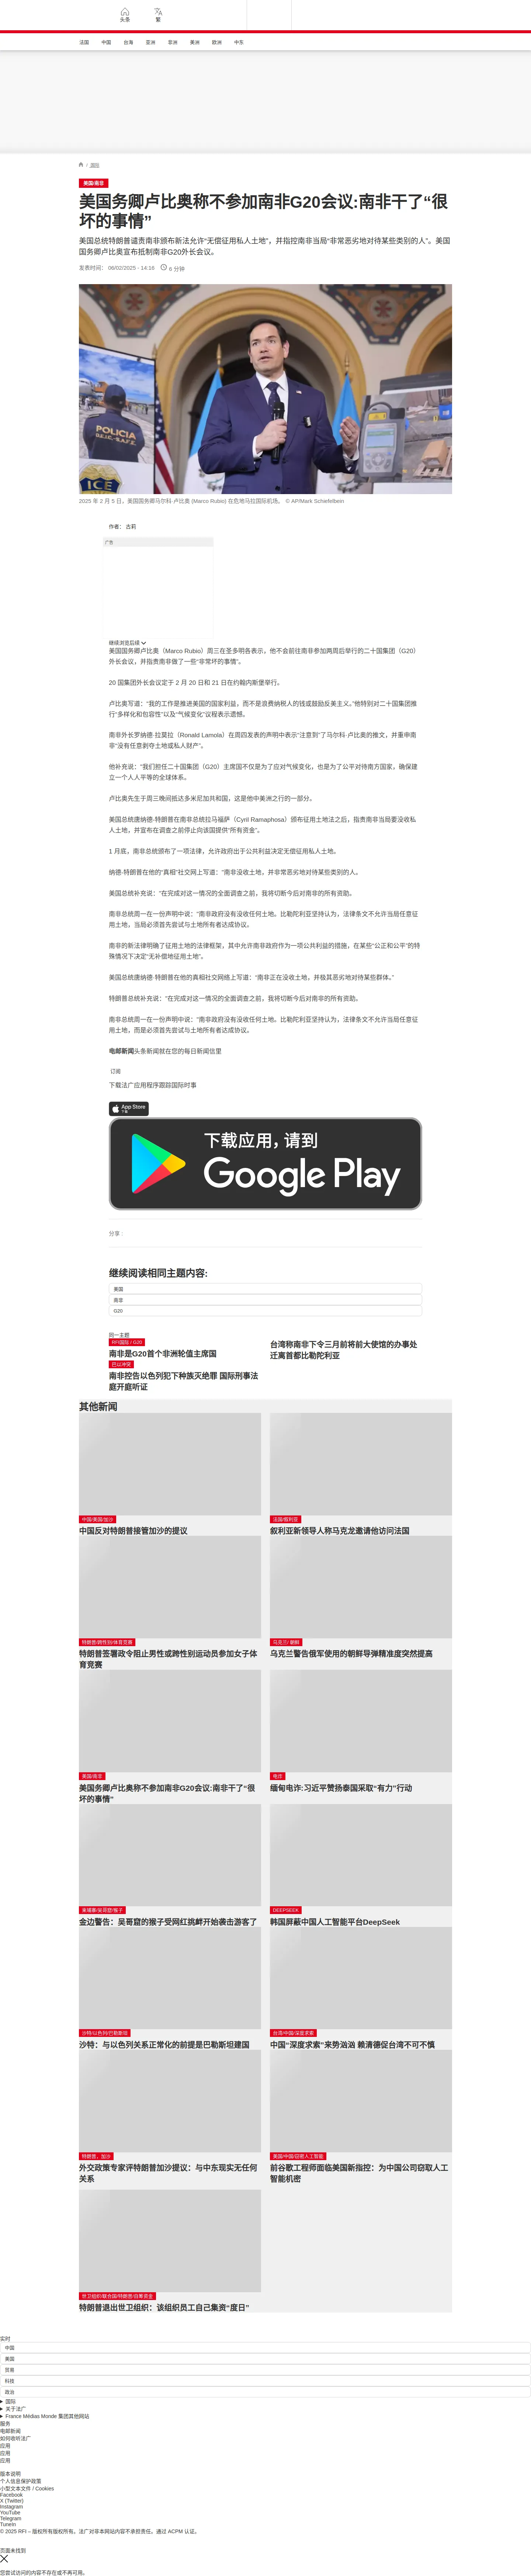 头条
繁
法国
中国
台海
亚洲
非洲
美洲
欧洲
中东
/ 国际
美国/南非
美国务卿卢比奥称不参加南非G20会议:南非干了“很坏的事情”
美国总统特朗普谴责南非颁布新法允许“无偿征用私人土地”，并指控南非当局“非常恶劣地对待某些类别的人”。美国国务卿卢比奥宣布抵制南非G20外长会议。
发表时间： 06/02/2025 - 14:16
6 分钟
POLICIA
ICE
2025 年 2 月 5 日，美国国务卿马尔科·卢比奥 (Marco Rubio) 在危地马拉国际机场。 © AP/Mark Schiefelbein
作者： 古莉
广告
继续浏览后续
美国国务卿卢比奥（Marco Rubio）周三在圣多明各表示，他不会前往南非参加两周后举行的二十国集团（G20）外长会议，并指责南非做了一些“非常坏的事情”。
20 国集团外长会议定于 2 月 20 日和 21 日在约翰内斯堡举行。
卢比奥写道：“我的工作是推进美国的国家利益，而不是浪费纳税人的钱或鼓励反美主义。”他特别对二十国集团推行“多样化和包容性”以及“气候变化”议程表示遗憾。
南非外长罗纳德·拉莫拉（Ronald Lamola）在周四发表的声明中表示“注意到”了马尔科·卢比奥的推文，并重申南非“没有任意剥夺土地或私人财产”。
他补充说：“我们担任二十国集团（G20）主席国不仅是为了应对气候变化，也是为了公平对待南方国家，确保建立一个人人平等的全球体系。
卢比奥先生于周三晚间抵达多米尼加共和国，这是他中美洲之行的一部分。
美国总统唐纳德·特朗普在南非总统拉马福萨（Cyril Ramaphosa）颁布征用土地法之后，指责南非当局要没收私人土地，并宣布在调查之前停止向该国提供“所有资金”。
1 月底，南非总统颁布了一项法律，允许政府出于公共利益决定无偿征用私人土地。
纳德·特朗普在他的“真相”社交网上写道：“南非没收土地，并非常恶劣地对待某些类别的人。
美国总统补充说：“在完成对这一情况的全面调查之前，我将切断今后对南非的所有资助。
南非总统周一在一份声明中说：“南非政府没有没收任何土地。比勒陀利亚坚持认为，法律条文不允许当局任意征用土地，当局必须首先尝试与土地所有者达成协议。
南非的新法律明确了征用土地的法律框架，其中允许南非政府作为一项公共利益的措施，在某些“公正和公平”的特殊情况下决定“无补偿地征用土地”。
美国总统唐纳德·特朗普在他的真相社交网络上写道：“南非正在没收土地，并极其恶劣地对待某些群体。”
特朗普总统补充说：“在完成对这一情况的全面调查之前，我将切断今后对南非的所有资助。
南非总统周一在一份声明中说：“南非政府没有没收任何土地。比勒陀利亚坚持认为，法律条文不允许当局任意征用土地，而是必须首先尝试与土地所有者达成协议。
电邮新闻头条新闻就在您的每日新闻信里
订阅
下载法广应用程序跟踪国际时事
App Store
下载
下载应用，请到
Google Play
分享 :
继续阅读相同主题内容:
美国
南非
G20
同一主题
RFI国际 / G20
南非是G20首个非洲轮值主席国
台湾称南非下令三月前将前大使馆的办事处迁离首都比勒陀利亚
巴以冲突
南非控告以色列犯下种族灭绝罪 国际刑事法庭开庭听证
其他新闻
中国/美国/加沙
中国反对特朗普接管加沙的提议
法国/叙利亚
叙利亚新领导人称马克龙邀请他访问法国
特朗普/跨性别/体育竞赛
特朗普签署政令阻止男性或跨性别运动员参加女子体育竞赛
乌克兰/ 朝鲜
乌克兰警告俄军使用的朝鲜导弹精准度突然提高
美国/南非
美国务卿卢比奥称不参加南非G20会议:南非干了“很坏的事情”
电诈
缅甸电诈:习近平赞扬泰国采取“有力”行动
柬埔寨/吴哥窟/猴子
金边警告：吴哥窟的猴子受网红挑衅开始袭击游客了
DEEPSEEK
韩国屏蔽中国人工智能平台DeepSeek
沙特/以色列/巴勒斯坦
沙特：与以色列关系正常化的前提是巴勒斯坦建国
台湾/中国/深度求索
中国“深度求索”来势汹汹 赖清德促台湾不可不慎
特朗普，加沙
外交政策专家评特朗普加沙提议：与中东现实无任何关系
美国/中国/窃密人工智能
前谷歌工程师面临美国新指控：为中国公司窃取人工智能机密
世卫组织/联合国/特朗普/自筹资金
特朗普退出世卫组织：该组织员工自己集资“度日”
实时
中国
美国
贸易
科技
政治
国际
关于法广
France Médias Monde 集团其他网站
服务
电邮新闻
如何收听法广
应用
应用
应用
版本说明
个人信息保护政策
小型文本文件 / Cookies
Facebook
X (Twitter)
Instagram
YouTube
Telegram
TuneIn
© 2025 RFI – 版权所有版权所有。法广对非本网站内容不承担责任。通过 ACPM 认证。
页面未找到
您尝试访问的内容不存在或不再可用。